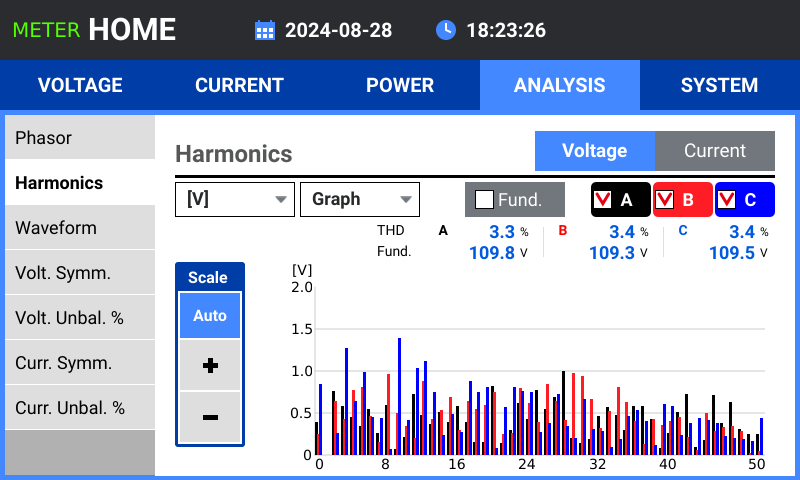 METER HOME 2024-08-28 18:23:26
VOLTAGE CURRENT POWER ANALYSIS SYSTEM
Phasor
Harmonics
Waveform
Volt. Symm.
Volt. Unbal. %
Curr. Symm.
Curr. Unbal. %
Harmonics Voltage Current
[V] Graph Fund. A B C
THD A 3.3 % B 3.4 % C 3.4 %
Fund. 109.8 V 109.3 V 109.5 V
Scale
Auto
+
−
[V]
2.0
1.5
1.0
0.5
0
0 8 16 24 32 40 50